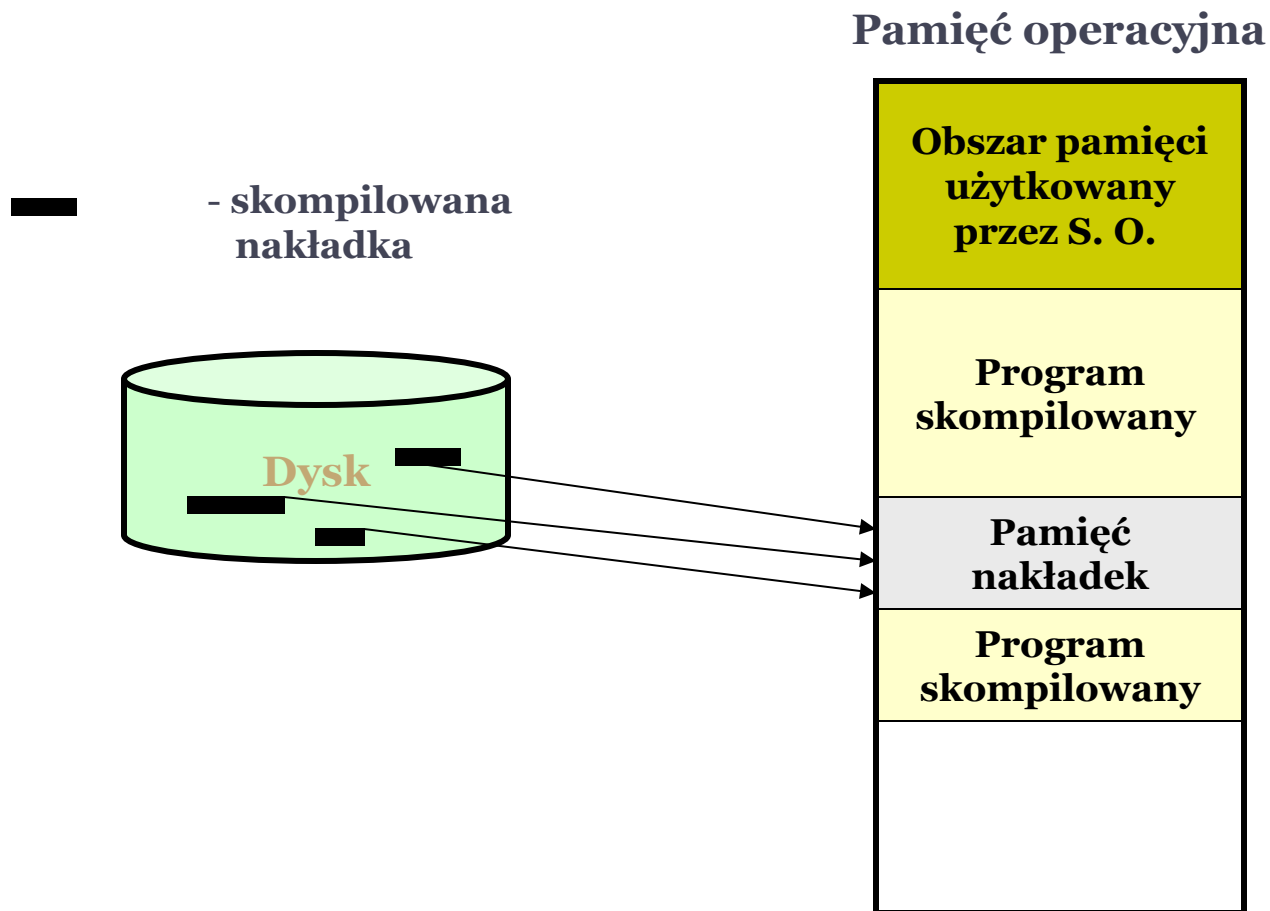 Pamięć operacyjna
Obszar pamięci
użytkowany
przez S. O.
- skompilowana
nakładka
Program
skompilowany
Dysk
Pamięć
nakładek
Program
skompilowany